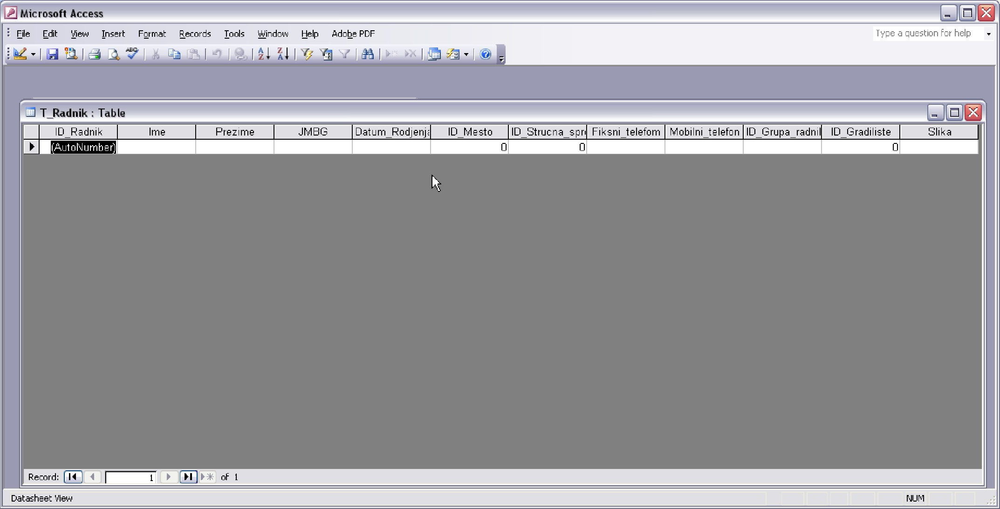 Microsoft Access
File Edit View Insert Format Records Tools Window Help Adobe PDF Type a question for help
T_Radnik : Table
ID_Radnik Ime Prezime JMBG Datum_Rodjenj ID_Mesto ID_Strucna_spr Fiksni_telefom Mobilni_telefon ID_Grupa_radni ID_Gradiliste Slika
(AutoNumber) 0 0 0
Record: 1 of 1
Datasheet View NUM